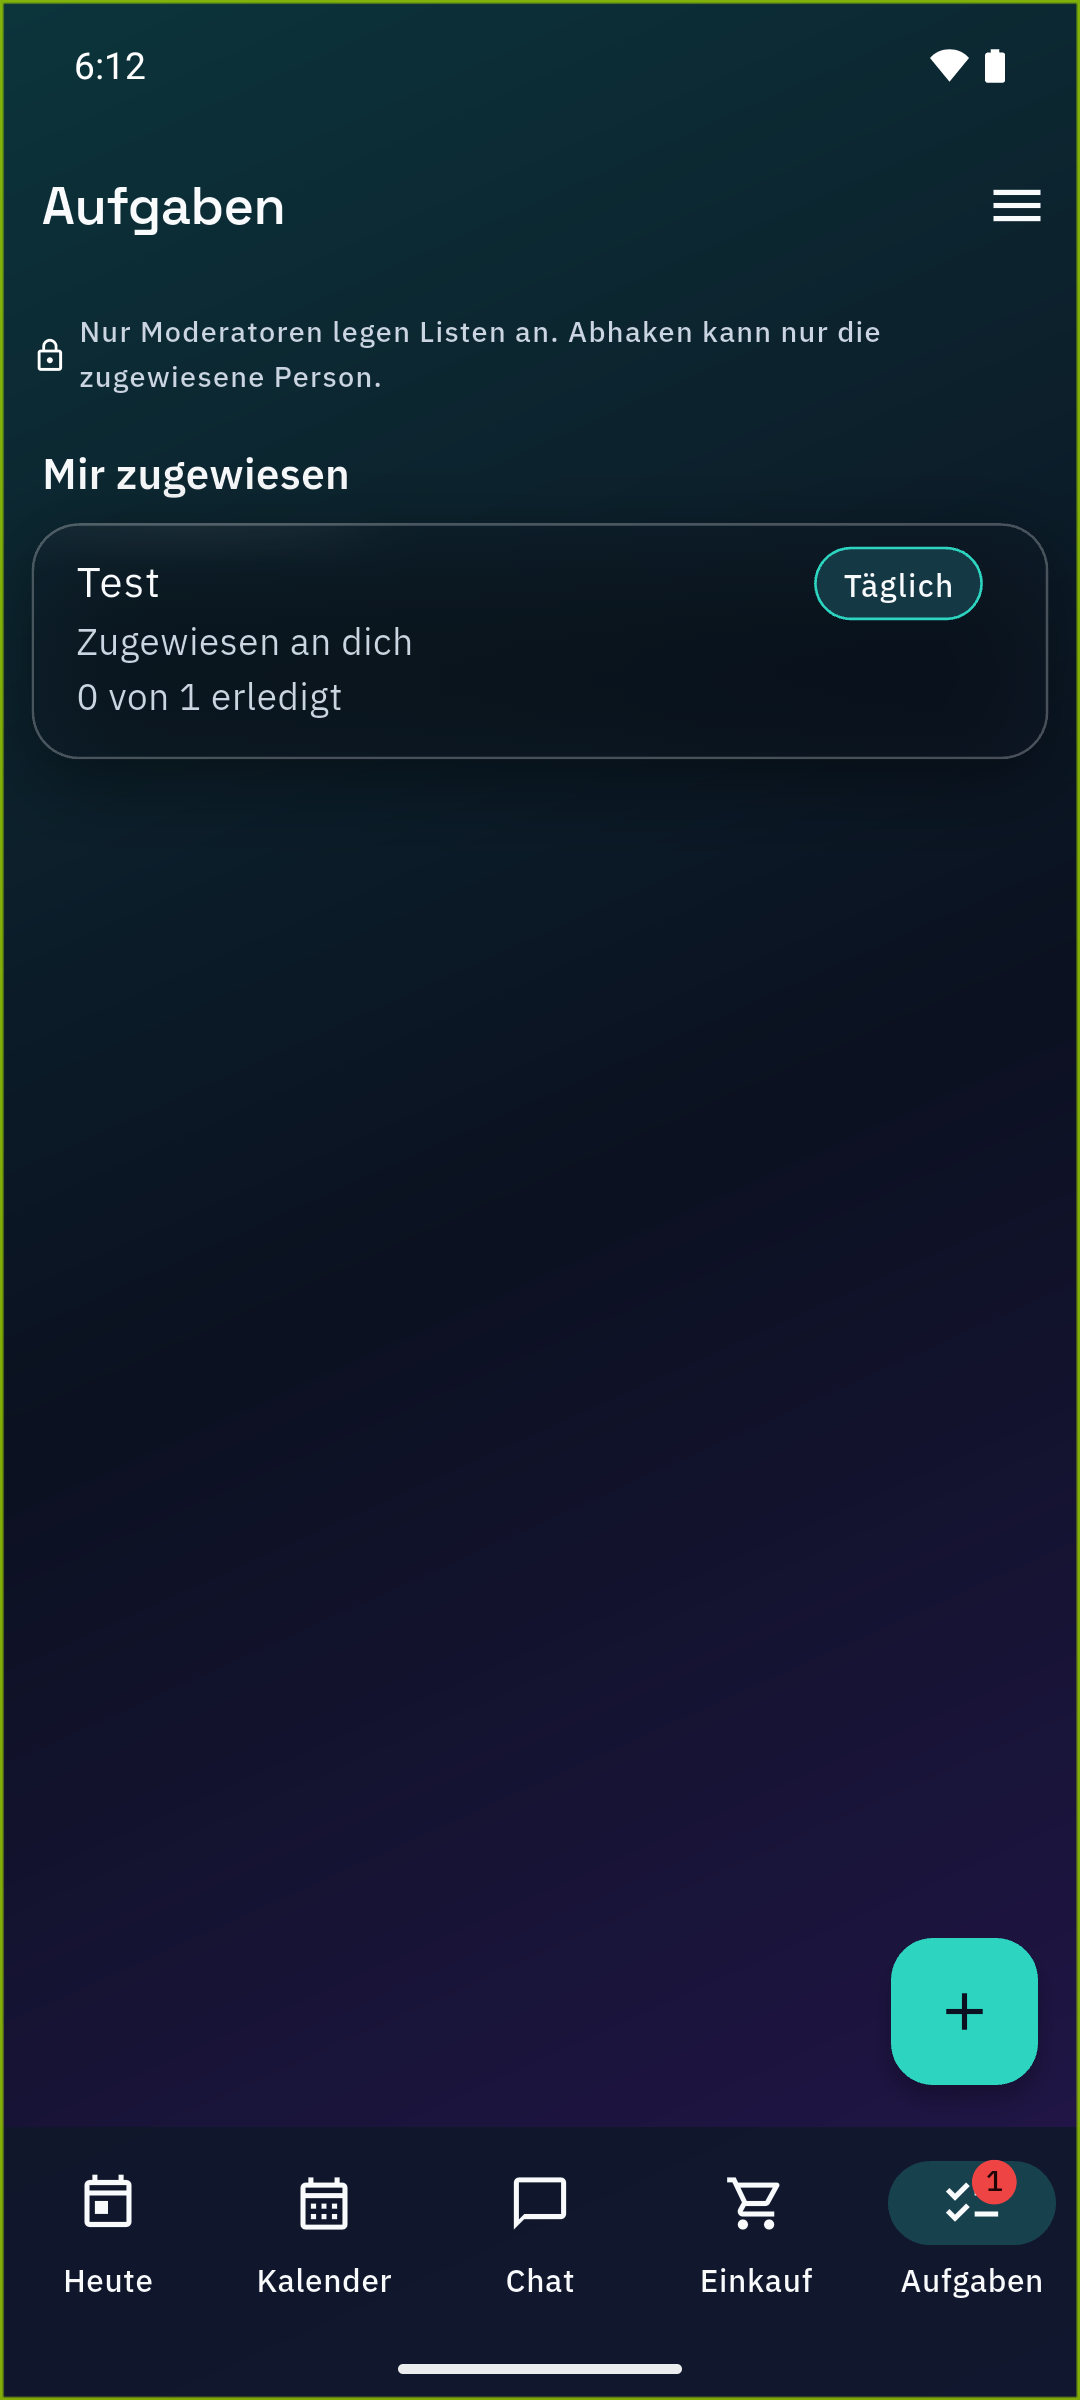 6:12
Aufgaben
Nur Moderatoren legen Listen an. Abhaken kann nur die
zugewiesene Person.
Mir zugewiesen
Test
Täglich
Zugewiesen an dich
0 von 1 erledigt
1
Heute
Kalender
Chat
Einkauf
Aufgaben